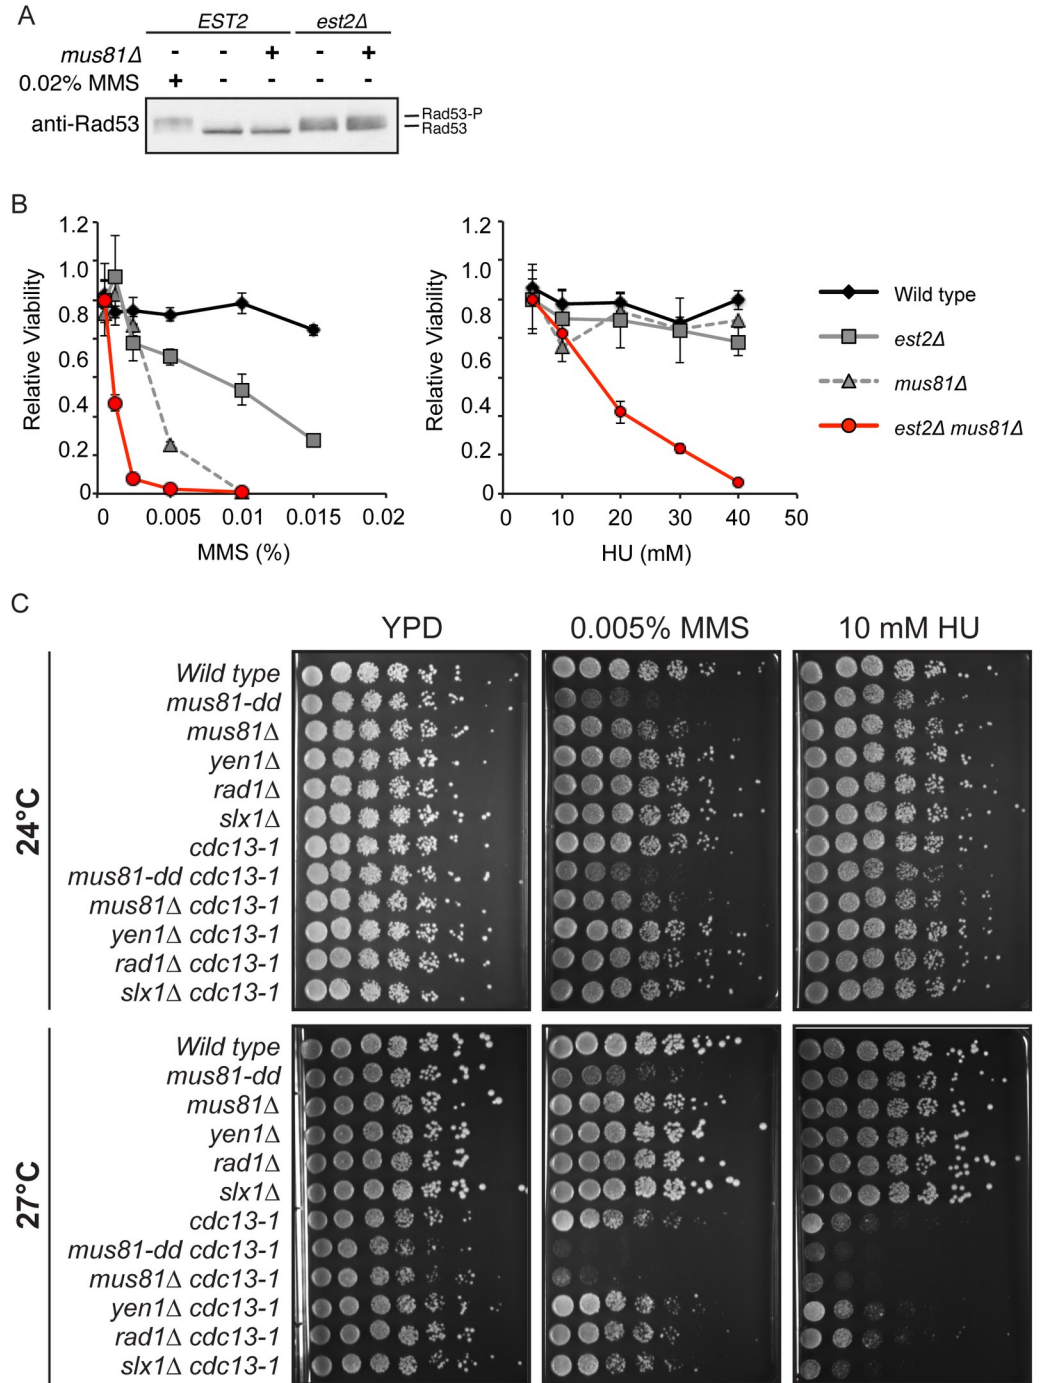 A
EST2 est2Δ
mus81Δ - - + - +
0.02% MMS + - - - -
anti-Rad53
Rad53-P
Rad53
B
Relative Viability
1.2
1.0
0.8
0.6
0.4
0.2
0
0 0.005 0.01 0.015 0.02
MMS (%)
Relative Viability
1.2
1.0
0.8
0.6
0.4
0.2
0
0 10 20 30 40 50
HU (mM)
Wild type
est2Δ
mus81Δ
est2Δ mus81Δ
C
YPD 0.005% MMS 10 mM HU
24°C
Wild type
mus81-dd
mus81Δ
yen1Δ
rad1Δ
slx1Δ
cdc13-1
mus81-dd cdc13-1
mus81Δ cdc13-1
yen1Δ cdc13-1
rad1Δ cdc13-1
slx1Δ cdc13-1
27°C
Wild type
mus81-dd
mus81Δ
yen1Δ
rad1Δ
slx1Δ
cdc13-1
mus81-dd cdc13-1
mus81Δ cdc13-1
yen1Δ cdc13-1
rad1Δ cdc13-1
slx1Δ cdc13-1